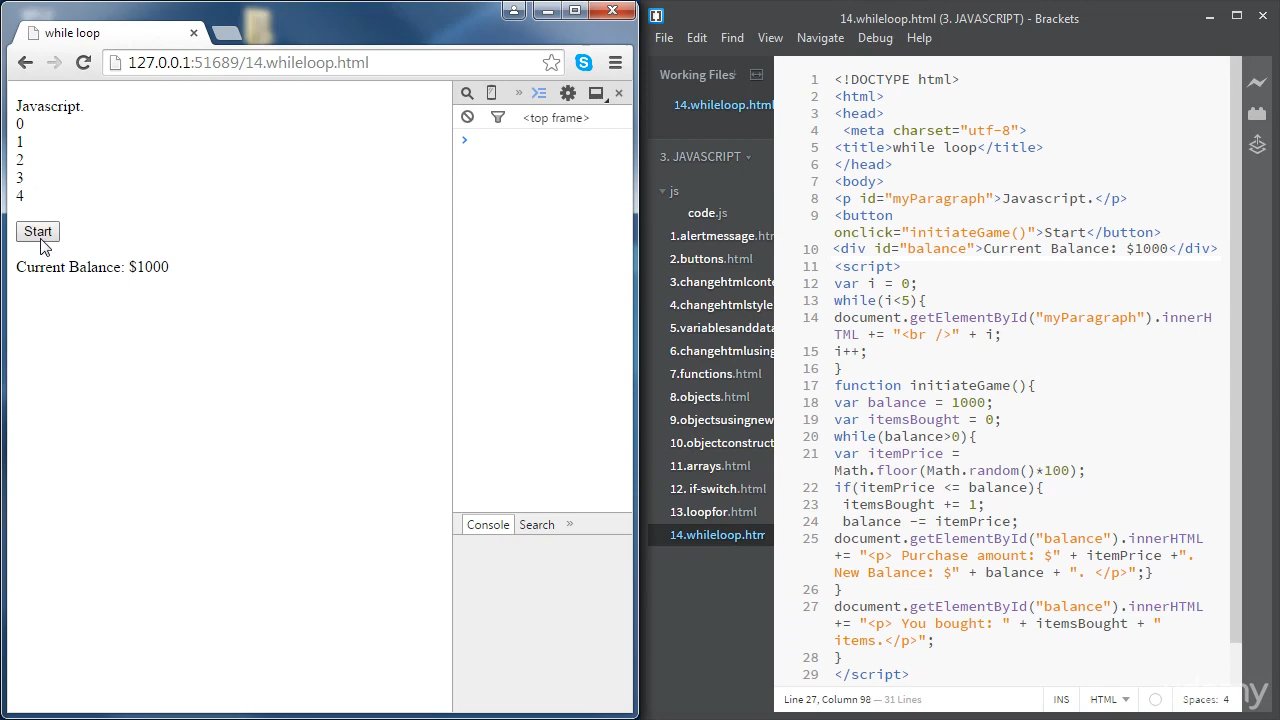 while loop
127.0.0.1:51689/14.whileloop.html
Javascript.
0
1
2
3
4
Start
Current Balance: $1000
<top frame>
Console
Search
14.whileloop.html (3. JAVASCRIPT) - Brackets
File Edit Find View Navigate Debug Help
Working Files
14.whileloop.html
3. JAVASCRIPT
js
code.js
1.alertmessage.htm
2.buttons.html
3.changehtmlconte
4.changehtmlstyle
5.variablesanddata
6.changehtmlusing
7.functions.html
8.objects.html
9.objectsusingnew
10.objectconstruct
11.arrays.html
12. if-switch.html
13.loopfor.html
14.whileloop.htm
1 <!DOCTYPE html>
2 <html>
3 <head>
4 <meta charset="utf-8">
5 <title>while loop</title>
6 </head>
7 <body>
8 <p id="myParagraph">Javascript.</p>
9 <button
onclick="initiateGame()">Start</button>
10 <div id="balance">Current Balance: $1000</div>
11 <script>
12 var i = 0;
13 while(i<5){
14 document.getElementById("myParagraph").innerH
TML += "<br />" + i;
15 i++;
16 }
17 function initiateGame(){
18 var balance = 1000;
19 var itemsBought = 0;
20 while(balance>0){
21 var itemPrice =
Math.floor(Math.random()*100);
22 if(itemPrice <= balance){
23 itemsBought += 1;
24 balance -= itemPrice;
25 document.getElementById("balance").innerHTML
+= "<p> Purchase amount: $" + itemPrice +".
New Balance: $" + balance + ". </p>";}
26 }
27 document.getElementById("balance").innerHTML
+= "<p> You bought: " + itemsBought + "
items.</p>";
28 }
29 </script>
Line 27, Column 98 — 31 Lines
INS
HTML
Spaces: 4